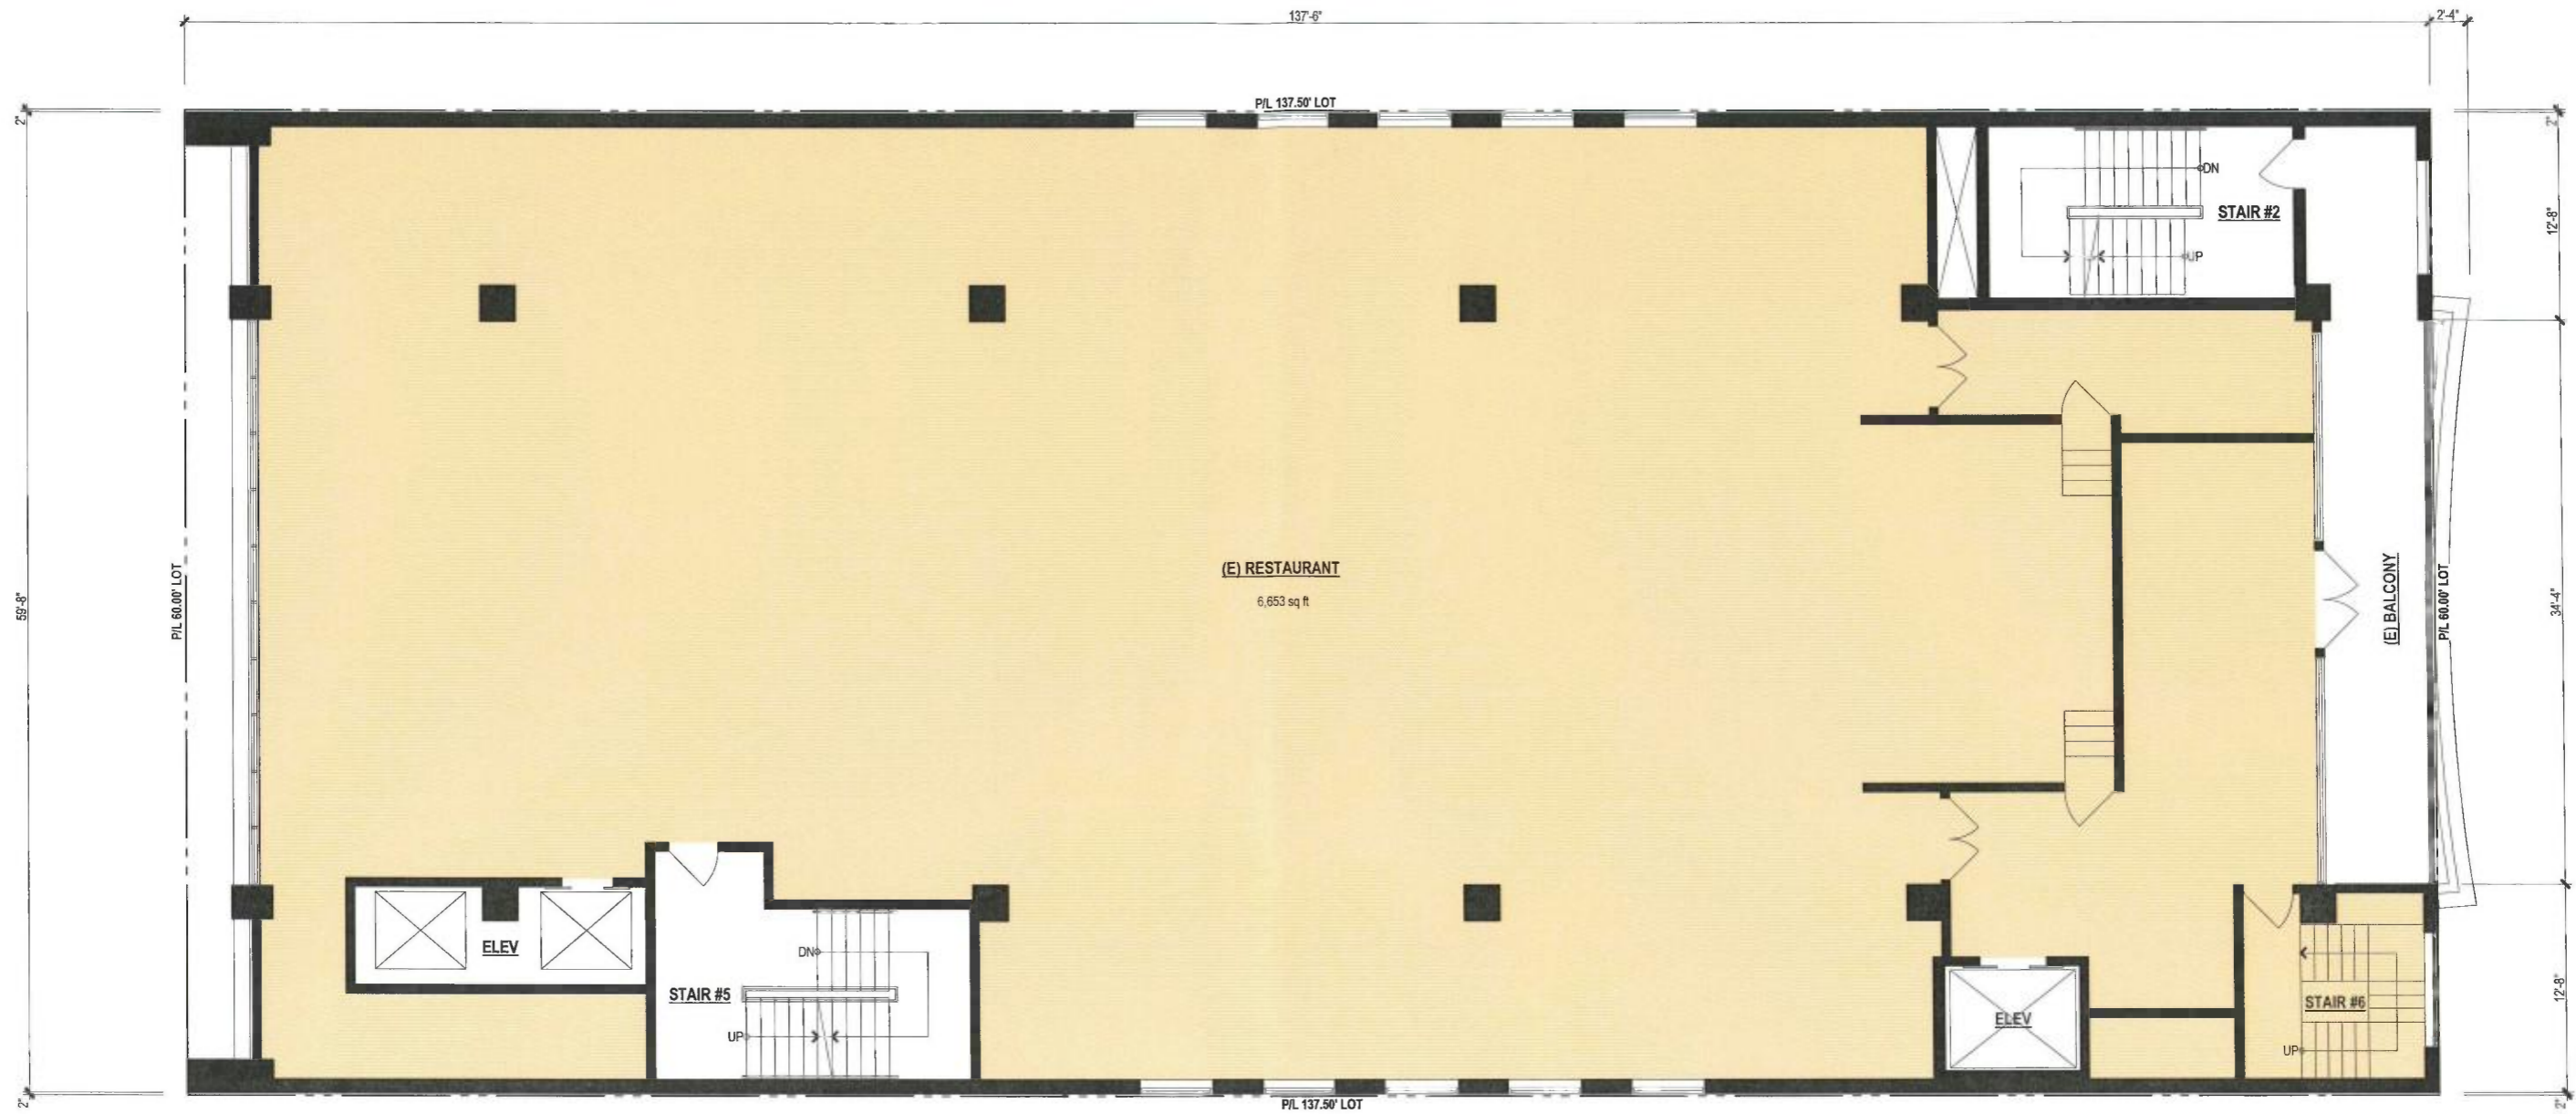 137'-6"
2'-4"
P/L 137.50' LOT
2"
2"
DN
STAIR #2
12'-8"
UP
(E) RESTAURANT
6,653 sq ft
P/L 60.00' LOT
59'-8"
(E) BALCONY
P/L 60.00' LOT
34'-4"
ELEV
DN
STAIR #5
UP
ELEV
STAIR #6
UP
12'-8"
2"
2"
P/L 137.50' LOT